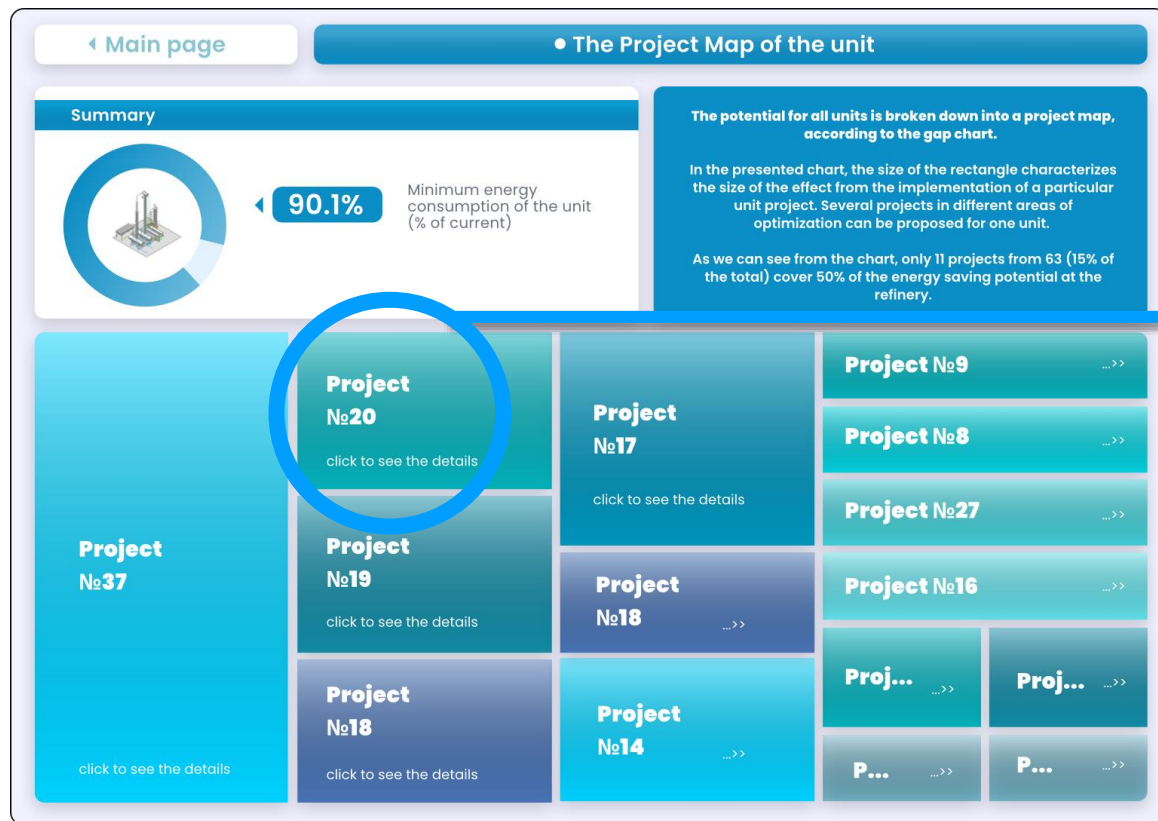 Main page
The Project Map of the unit
Summary
90.1%
Minimum energy
consumption of the unit
(% of current)
The potential for all units is broken down into a project map,
according to the gap chart.
In the presented chart, the size of the rectangle characterizes
the size of the effect from the implementation of a particular
unit project. Several projects in different areas of
optimization can be proposed for one unit.
As we can see from the chart, only 11 projects from 63 (15% of
the total) cover 50% of the energy saving potential at the
refinery.
Project
№37
click to see the details
Project
№20
click to see the details
Project
№19
click to see the details
Project
№18
click to see the details
Project
№17
click to see the details
Project
№18
...>>
Project
№14
...>>
Project №9 ...>>
Project №8 ...>>
Project №27 ...>>
Project №16 ...>>
Proj... ...>>
Proj... ...>>
P... ...>>
P... ...>>